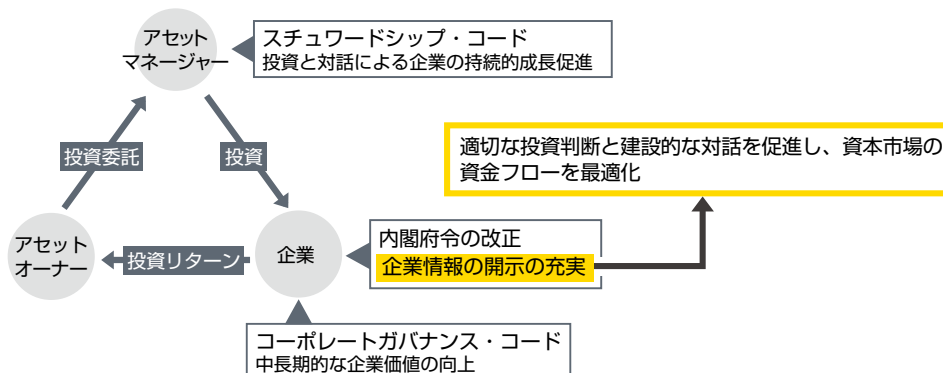 アセット
マネージャー
スチュワードシップ・コード
投資と対話による企業の持続的成長促進
投資委託
投資
適切な投資判断と建設的な対話を促進し、資本市場の
資金フローを最適化
アセット
オーナー
投資リターン
企業
内閣府令の改正
企業情報の開示の充実
コーポレートガバナンス・コード
中長期的な企業価値の向上